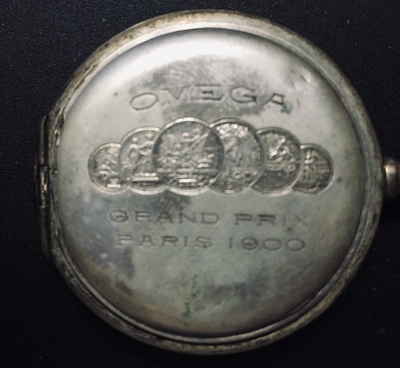 OMEGA
GRAND PRIX
PARIS 1900